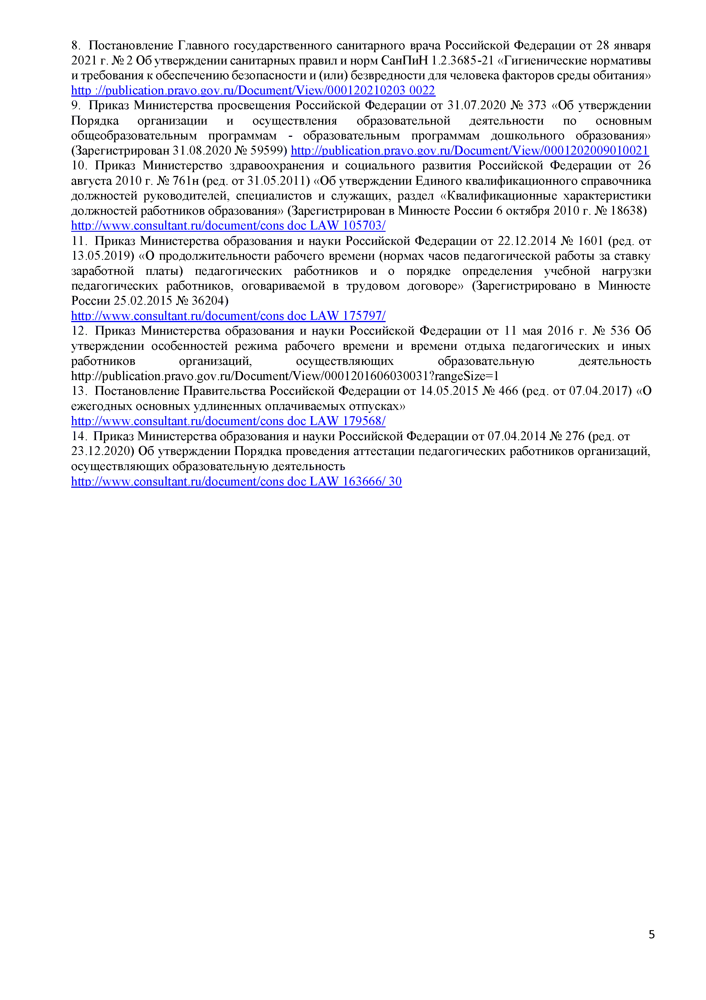 8. Постановление Главного государственного санитарного врача Российской Федерации от 28 января
2021 г. № 2 Об утверждении санитарных правил и норм СанПиН 1.2.3685-21 «Гигиенические нормативы
и требования к обеспечению безопасности и (или) безвредности для человека факторов среды обитания»
http ://publication.pravo.gov.ru/Document/View/000120210203 0022
9. Приказ Министерства просвещения Российской Федерации от 31.07.2020 № 373 «Об утверждении
Порядка организации и осуществления образовательной деятельности по основным
общеобразовательным программам - образовательным программам дошкольного образования»
(Зарегистрирован 31.08.2020 № 59599) http://publication.pravo.gov.ru/Document/View/0001202009010021
10. Приказ Министерство здравоохранения и социального развития Российской Федерации от 26
августа 2010 г. № 761н (ред. от 31.05.2011) «Об утверждении Единого квалификационного справочника
должностей руководителей, специалистов и служащих, раздел «Квалификационные характеристики
должностей работников образования» (Зарегистрирован в Минюсте России 6 октября 2010 г. № 18638)
http://www.consultant.ru/document/cons doc LAW 105703/
11. Приказ Министерства образования и науки Российской Федерации от 22.12.2014 № 1601 (ред. от
13.05.2019) «О продолжительности рабочего времени (нормах часов педагогической работы за ставку
заработной платы) педагогических работников и о порядке определения учебной нагрузки
педагогических работников, оговариваемой в трудовом договоре» (Зарегистрировано в Минюсте
России 25.02.2015 № 36204)
http://www.consultant.ru/document/cons doc LAW 175797/
12. Приказ Министерства образования и науки Российской Федерации от 11 мая 2016 г. № 536 Об
утверждении особенностей режима рабочего времени и времени отдыха педагогических и иных
работников организаций, осуществляющих образовательную деятельность
http://publication.pravo.gov.ru/Document/View/0001201606030031?rangeSize=1
13. Постановление Правительства Российской Федерации от 14.05.2015 № 466 (ред. от 07.04.2017) «О
ежегодных основных удлиненных оплачиваемых отпусках»
http://www.consultant.ru/document/cons doc LAW 179568/
14. Приказ Министерства образования и науки Российской Федерации от 07.04.2014 № 276 (ред. от
23.12.2020) Об утверждении Порядка проведения аттестации педагогических работников организаций,
осуществляющих образовательную деятельность
http://www.consultant.ru/document/cons doc LAW 163666/ 30
5